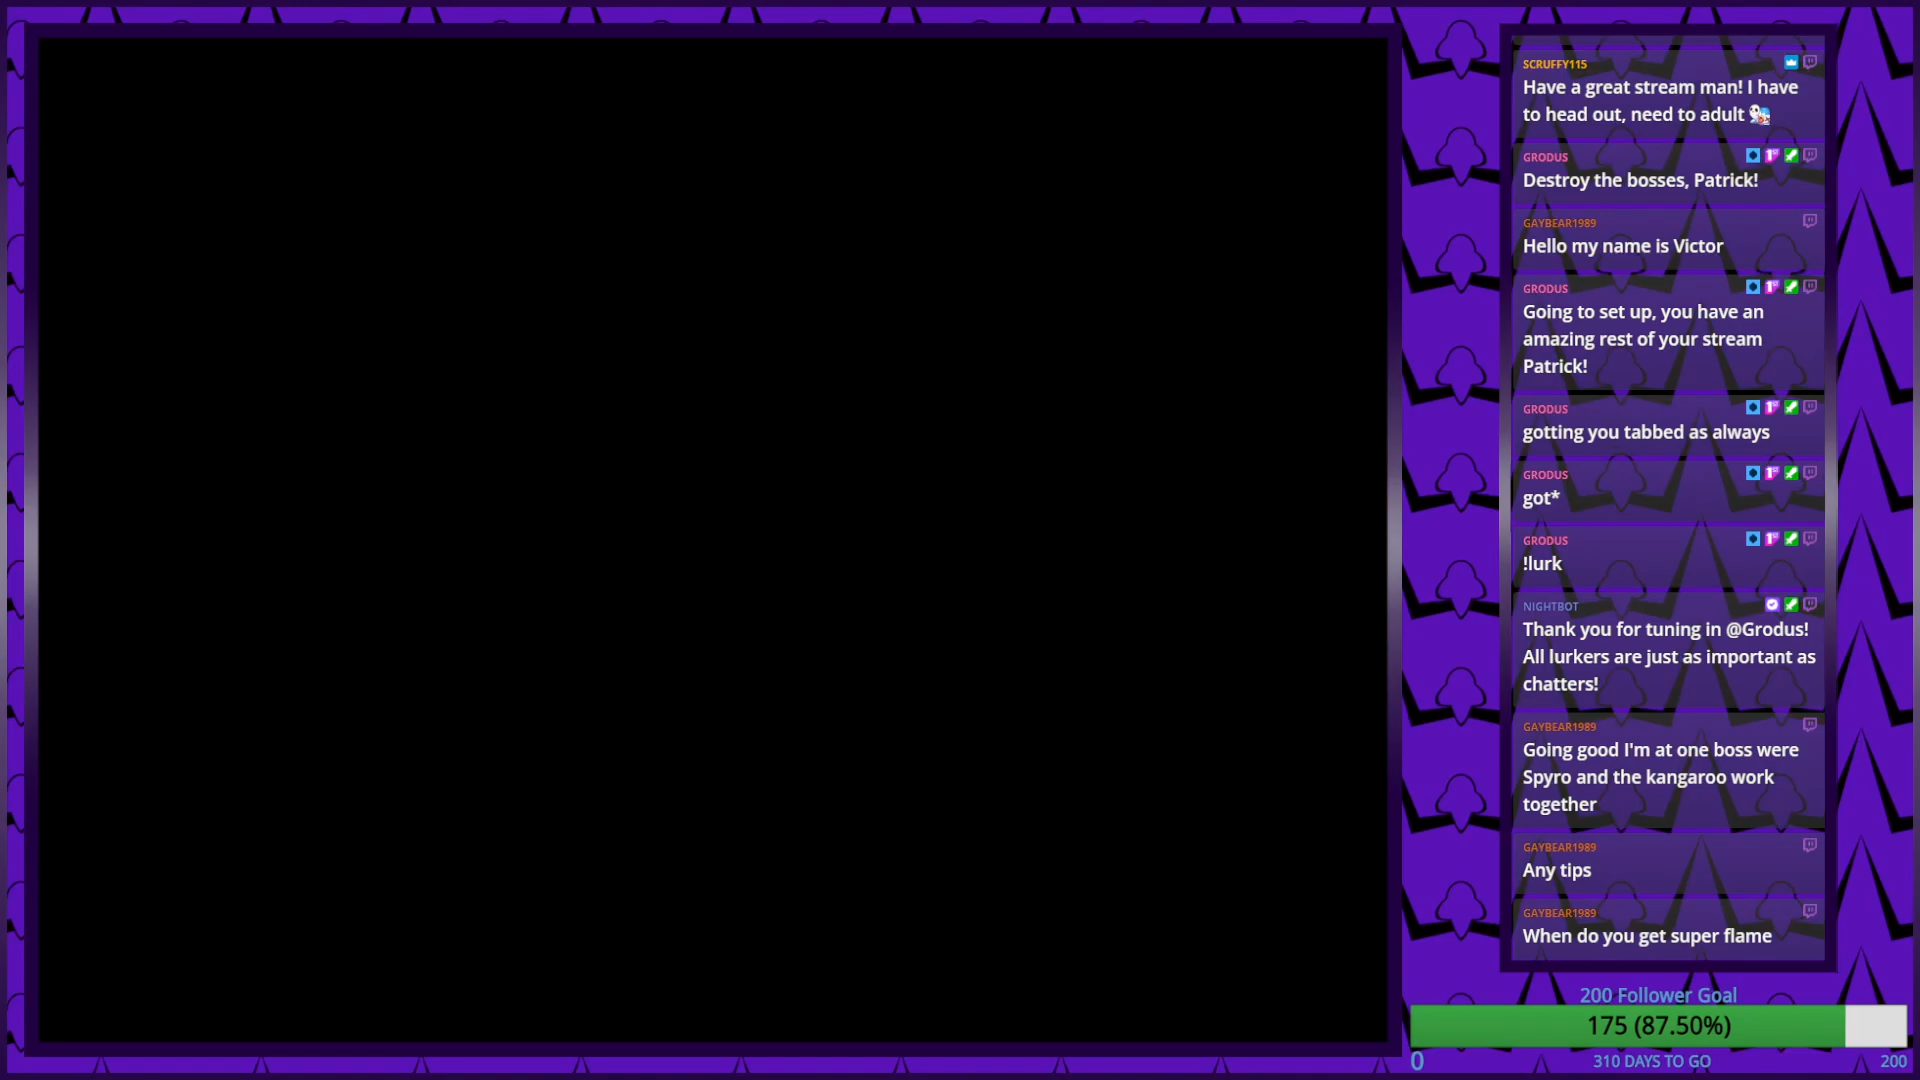 SCRUFFY115
Have a great stream man! I have
to head out, need to adult
GRODUS
Destroy the bosses, Patrick!
GAYBEAR1989
Hello my name is Victor
GRODUS
Going to set up, you have an
amazing rest of your stream
Patrick!
GRODUS
gotting you tabbed as always
GRODUS
got*
GRODUS
!lurk
NIGHTBOT
Thank you for tuning in @Grodus!
All lurkers are just as important as
chatters!
GAYBEAR1989
Going good I'm at one boss were
Spyro and the kangaroo work
together
GAYBEAR1989
Any tips
GAYBEAR1989
When do you get super flame
200 Follower Goal
175 (87.50%)
0 310 DAYS TO GO 200